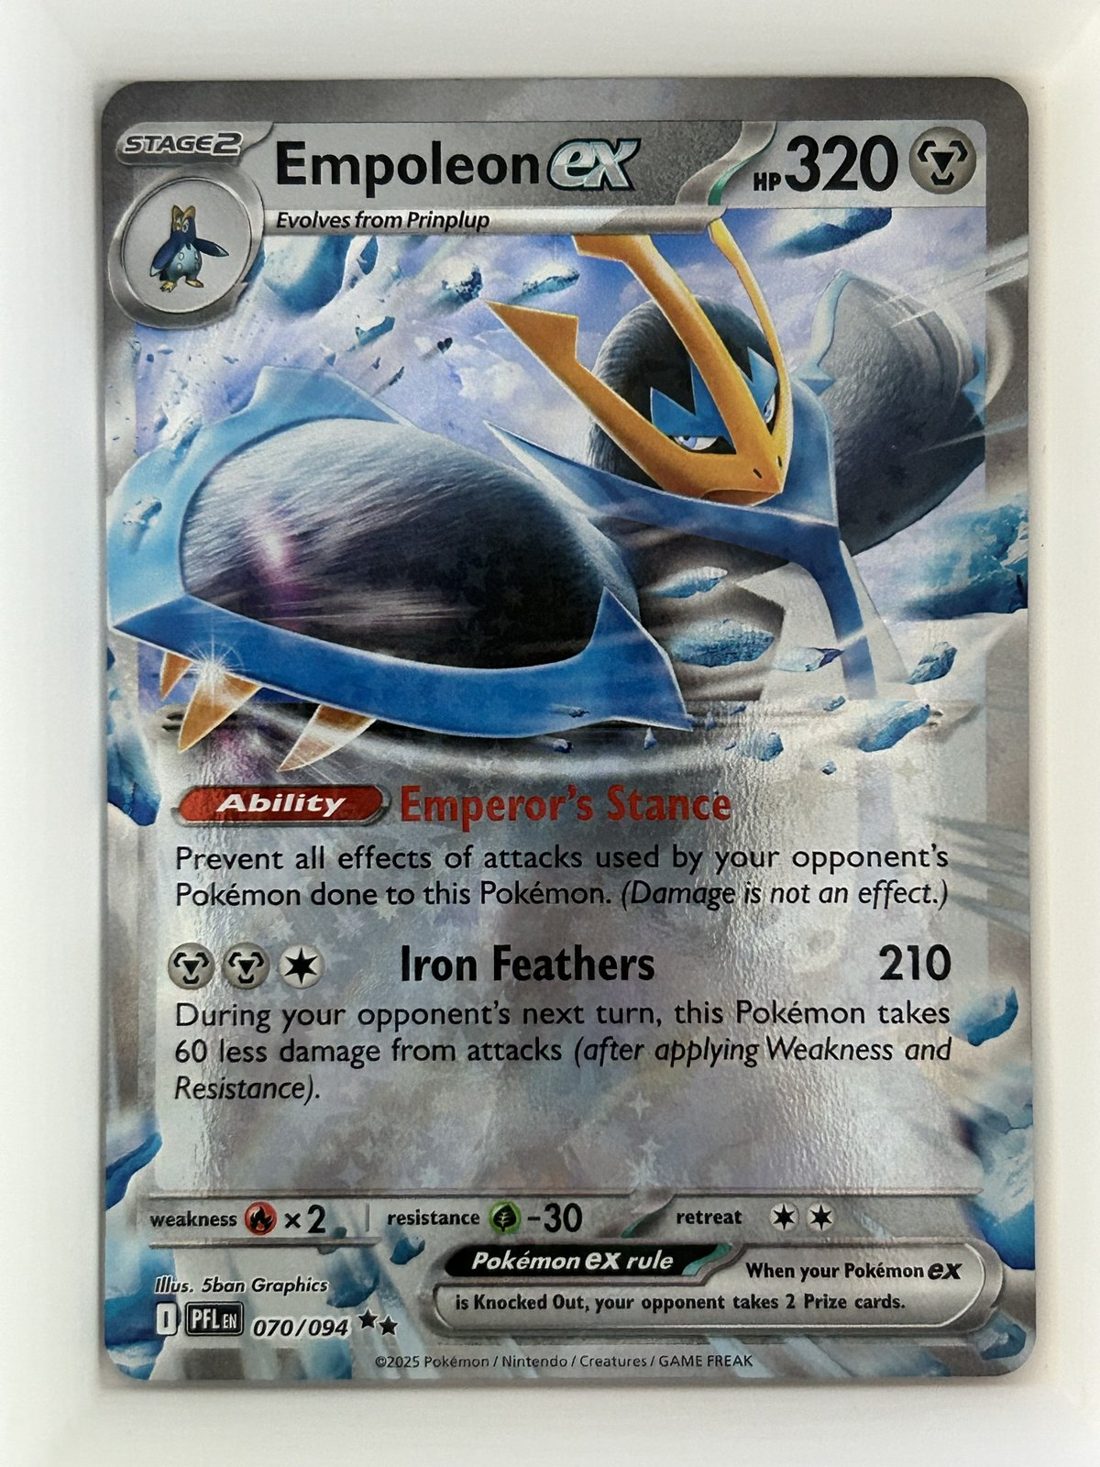 STAGE2
Empoleon ex
HP 320
Evolves from Prinplup
Ability Emperor's Stance
Prevent all effects of attacks used by your opponent's
Pokémon done to this Pokémon. (Damage is not an effect.)
Iron Feathers 210
During your opponent's next turn, this Pokémon takes
60 less damage from attacks (after applying Weakness and
Resistance).
weakness ×2 resistance -30 retreat
Pokémon ex rule When your Pokémon ex
is Knocked Out, your opponent takes 2 Prize cards.
Illus. 5ban Graphics
I PFL EN 070/094 ★★
©2025 Pokémon / Nintendo / Creatures / GAME FREAK